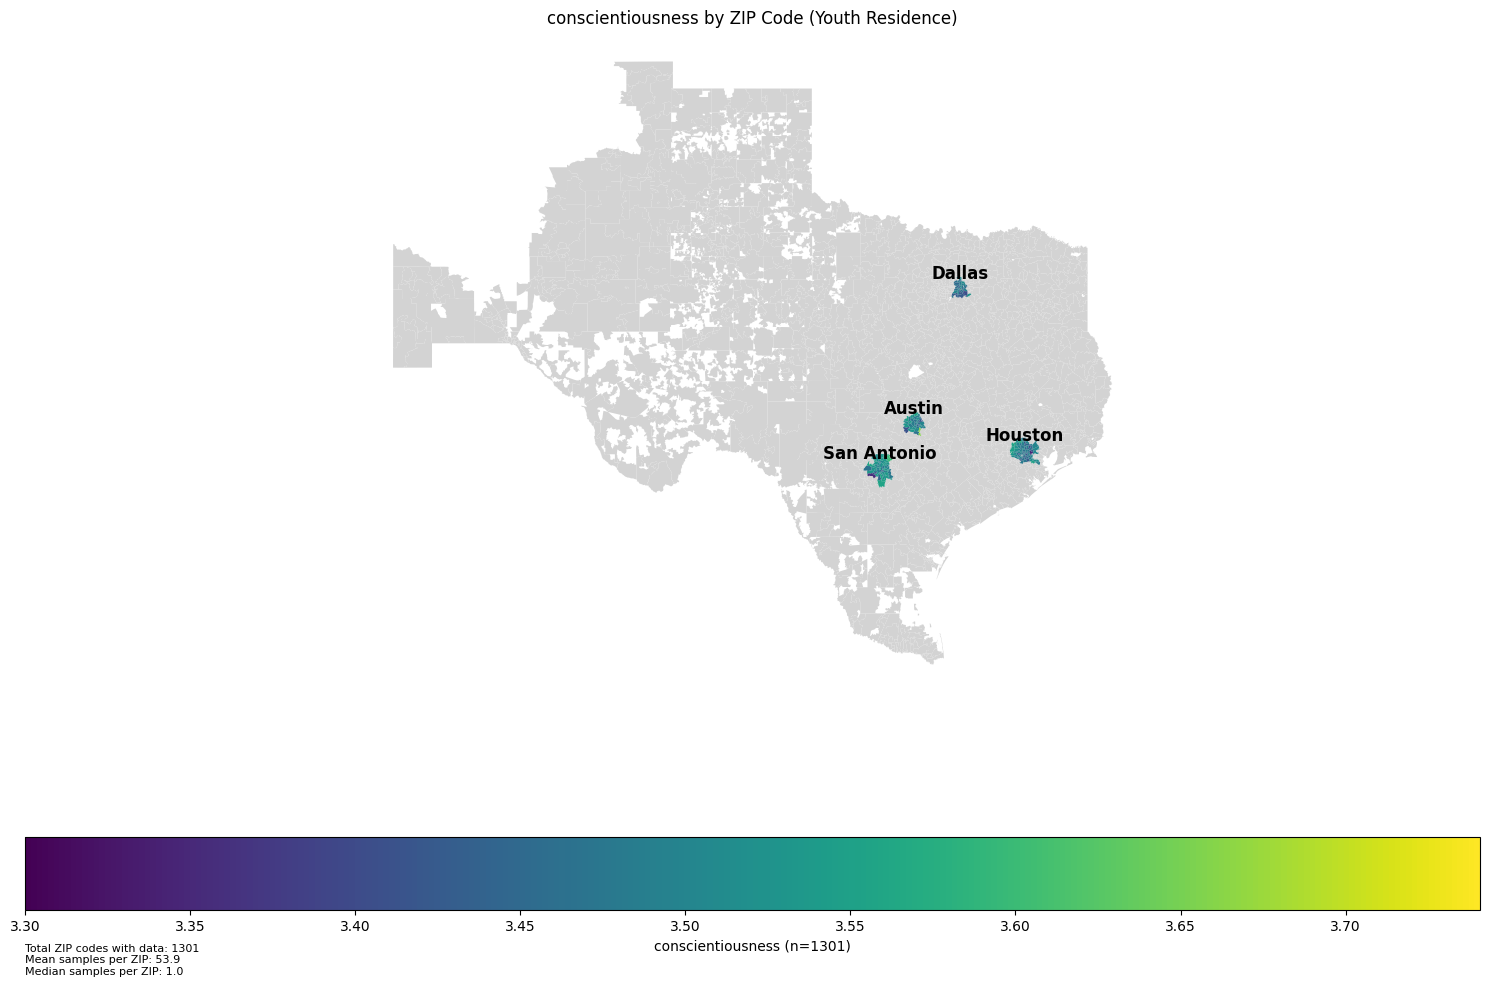 conscientiousness by ZIP Code (Youth Residence)
Dallas
Austin
Houston
San Antonio
3.30 3.35 3.40 3.45 3.50 3.55 3.60 3.65 3.70
conscientiousness (n=1301)
Total ZIP codes with data: 1301
Mean samples per ZIP: 53.9
Median samples per ZIP: 1.0